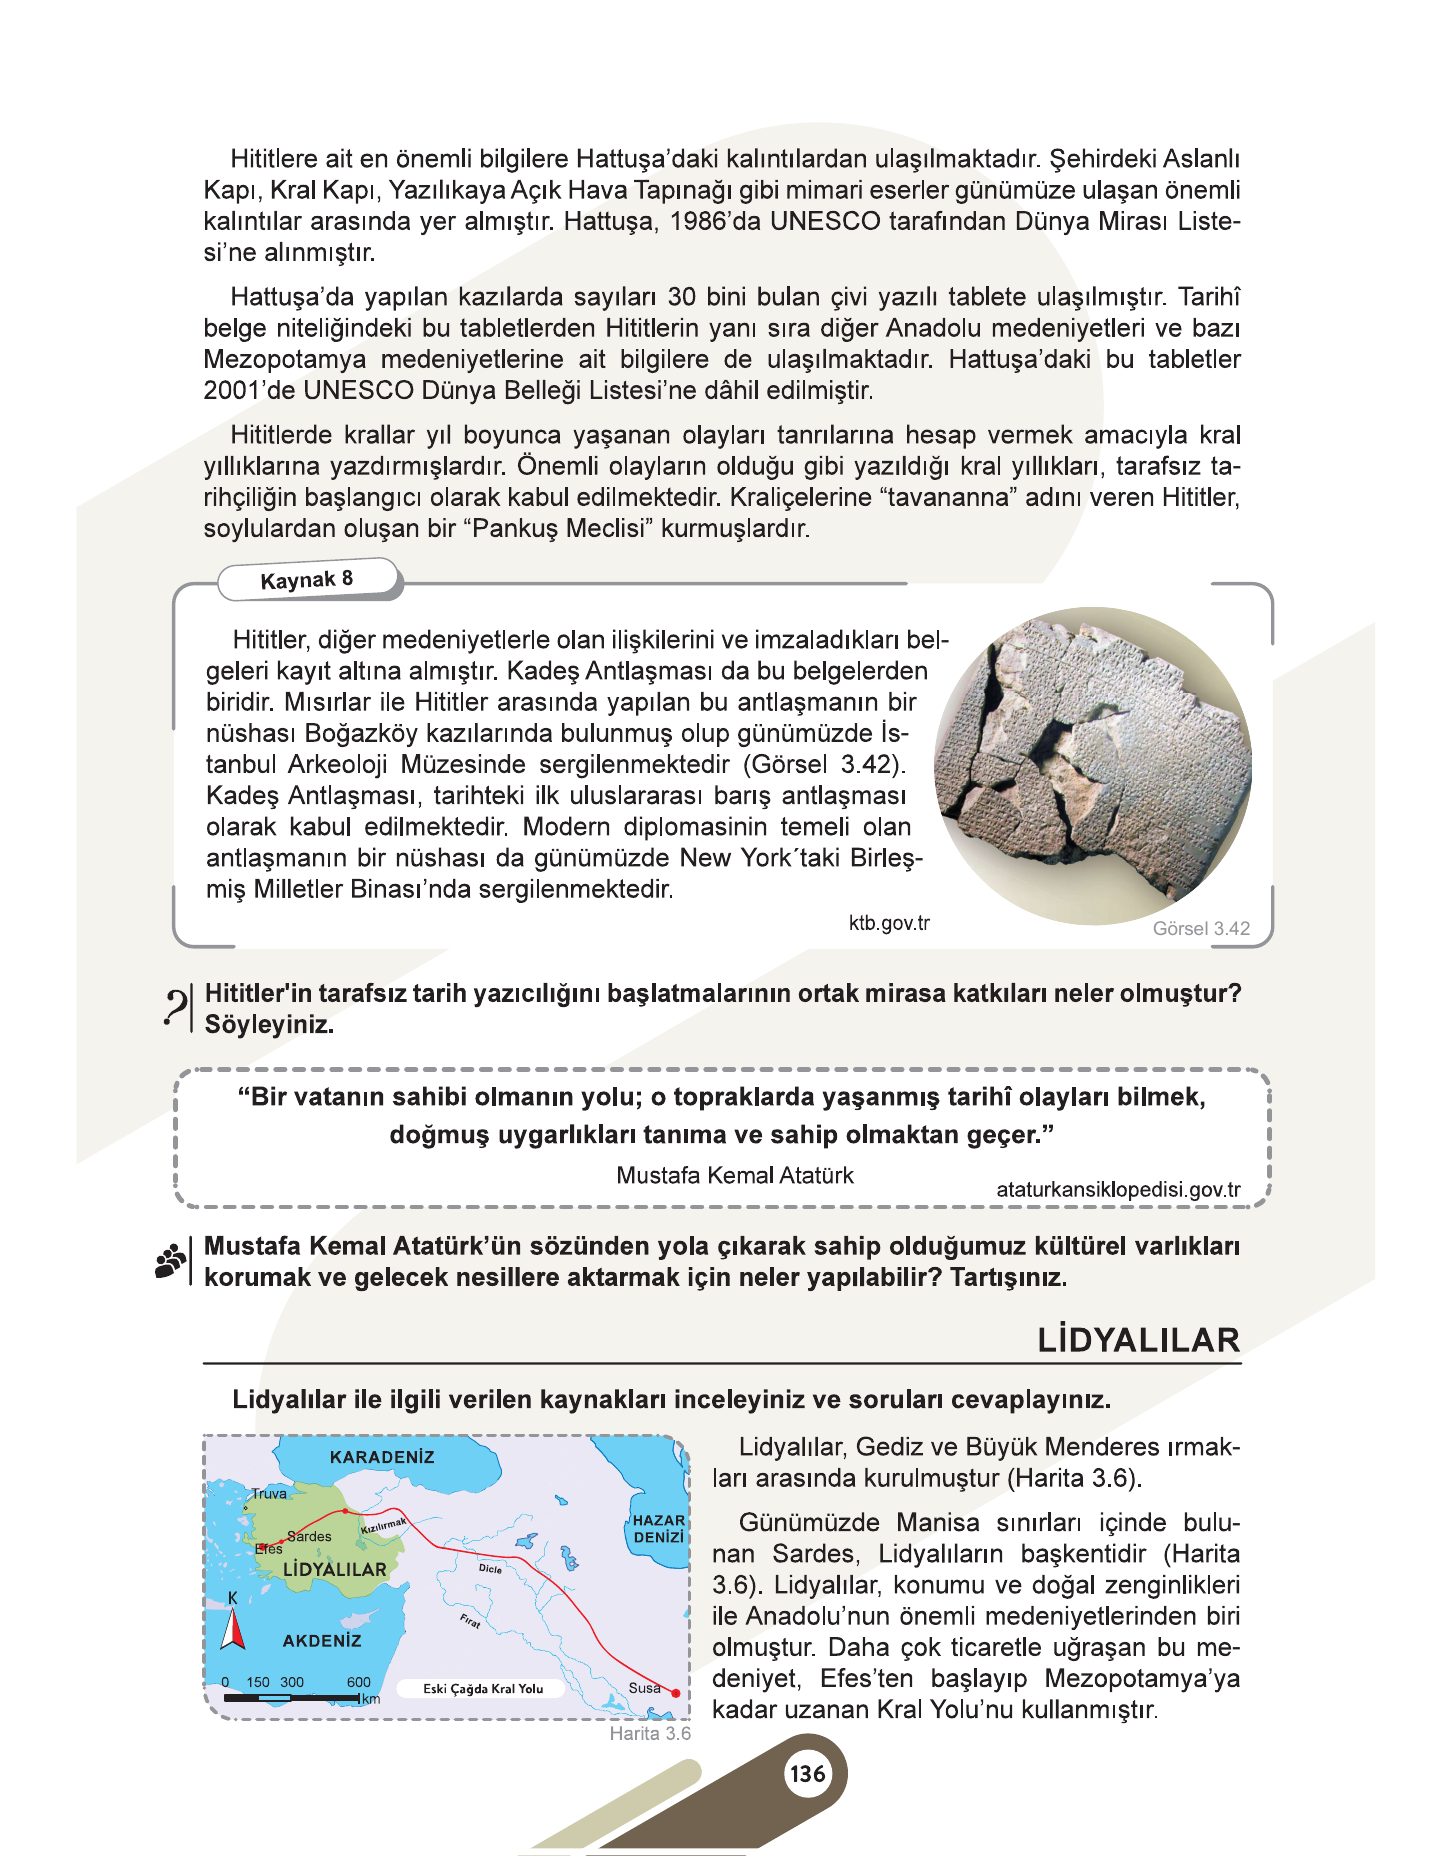 Hititlere ait en önemli bilgilere Hattuşa’daki kalıntılardan ulaşılmaktadır. Şehirdeki Aslanlı
Kapı, Kral Kapı, Yazılıkaya Açık Hava Tapınağı gibi mimari eserler günümüze ulaşan önemli
kalıntılar arasında yer almıştır. Hattuşa, 1986’da UNESCO tarafından Dünya Mirası Liste-
si’ne alınmıştır.
Hattuşa’da yapılan kazılarda sayıları 30 bini bulan çivi yazılı tablete ulaşılmıştır. Tarihî
belge niteliğindeki bu tabletlerden Hititlerin yanı sıra diğer Anadolu medeniyetleri ve bazı
Mezopotamya medeniyetlerine ait bilgilere de ulaşılmaktadır. Hattuşa’daki bu tabletler
2001’de UNESCO Dünya Belleği Listesi’ne dâhil edilmiştir.
Hititlerde krallar yıl boyunca yaşanan olayları tanrılarına hesap vermek amacıyla kral
yıllıklarına yazdırmışlardır. Önemli olayların olduğu gibi yazıldığı kral yıllıkları, tarafsız ta-
rihçiliğin başlangıcı olarak kabul edilmektedir. Kraliçelerine “tavananna” adını veren Hititler,
soylulardan oluşan bir “Pankuş Meclisi” kurmuşlardır.
Kaynak 8
Hititler, diğer medeniyetlerle olan ilişkilerini ve imzaladıkları bel-
geleri kayıt altına almıştır. Kadeş Antlaşması da bu belgelerden
biridir. Mısırlar ile Hititler arasında yapılan bu antlaşmanın bir
nüshası Boğazköy kazılarında bulunmuş olup günümüzde İs-
tanbul Arkeoloji Müzesinde sergilenmektedir (Görsel 3.42).
Kadeş Antlaşması, tarihteki ilk uluslararası barış antlaşması
olarak kabul edilmektedir. Modern diplomasinin temeli olan
antlaşmanın bir nüshası da günümüzde New York´taki Birleş-
miş Milletler Binası’nda sergilenmektedir.
ktb.gov.tr
Görsel 3.42
Hititler'in tarafsız tarih yazıcılığını başlatmalarının ortak mirasa katkıları neler olmuştur?
Söyleyiniz.
“Bir vatanın sahibi olmanın yolu; o topraklarda yaşanmış tarihî olayları bilmek,
doğmuş uygarlıkları tanıma ve sahip olmaktan geçer.”
Mustafa Kemal Atatürk
ataturkansiklopedisi.gov.tr
Mustafa Kemal Atatürk’ün sözünden yola çıkarak sahip olduğumuz kültürel varlıkları
korumak ve gelecek nesillere aktarmak için neler yapılabilir? Tartışınız.
LİDYALILAR
Lidyalılar ile ilgili verilen kaynakları inceleyiniz ve soruları cevaplayınız.
KARADENİZ
Truva
Kızılırmak
HAZAR
DENİZİ
Sardes
Efes
LİDYALILAR
Dicle
K
Fırat
AKDENİZ
0 150 300 600
km
Eski Çağda Kral Yolu
Susa
Harita 3.6
Lidyalılar, Gediz ve Büyük Menderes ırmak-
ları arasında kurulmuştur (Harita 3.6).
Günümüzde Manisa sınırları içinde bulu-
nan Sardes, Lidyalıların başkentidir (Harita
3.6). Lidyalılar, konumu ve doğal zenginlikleri
ile Anadolu’nun önemli medeniyetlerinden biri
olmuştur. Daha çok ticaretle uğraşan bu me-
deniyet, Efes’ten başlayıp Mezopotamya’ya
kadar uzanan Kral Yolu’nu kullanmıştır.
136